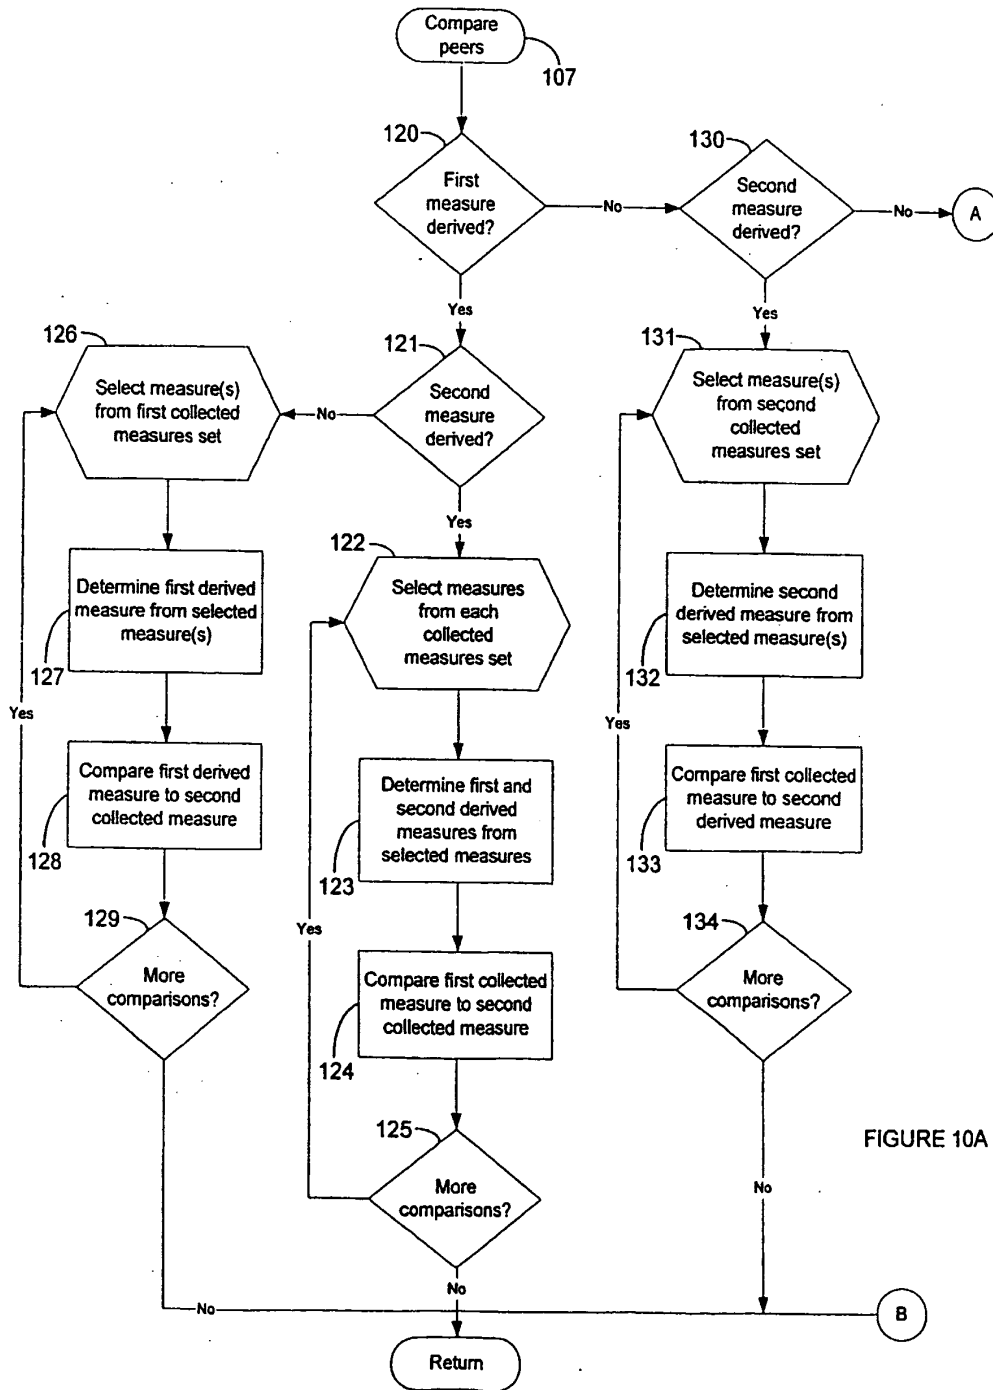 Compare
peers
107
120
First
measure
derived?
No
130
Second
measure
derived?
No
A
Yes
Yes
126
Select measure(s)
from first collected
measures set
No
121
Second
measure
derived?
131
Select measure(s)
from second
collected
measures set
Yes
122
Select measures
from each
collected
measures set
Determine first derived
measure from selected
measure(s)
127
Determine second
derived measure from
selected measure(s)
132
Yes
Yes
Compare first derived
measure to second
collected measure
128
Determine first and
second derived
measures from
selected measures
123
Compare first collected
measure to second
derived measure
133
129
More
comparisons?
Yes
Compare first collected
measure to second
collected measure
124
134
More
comparisons?
125
More
comparisons?
FIGURE 10A
No
No
No
B
Return